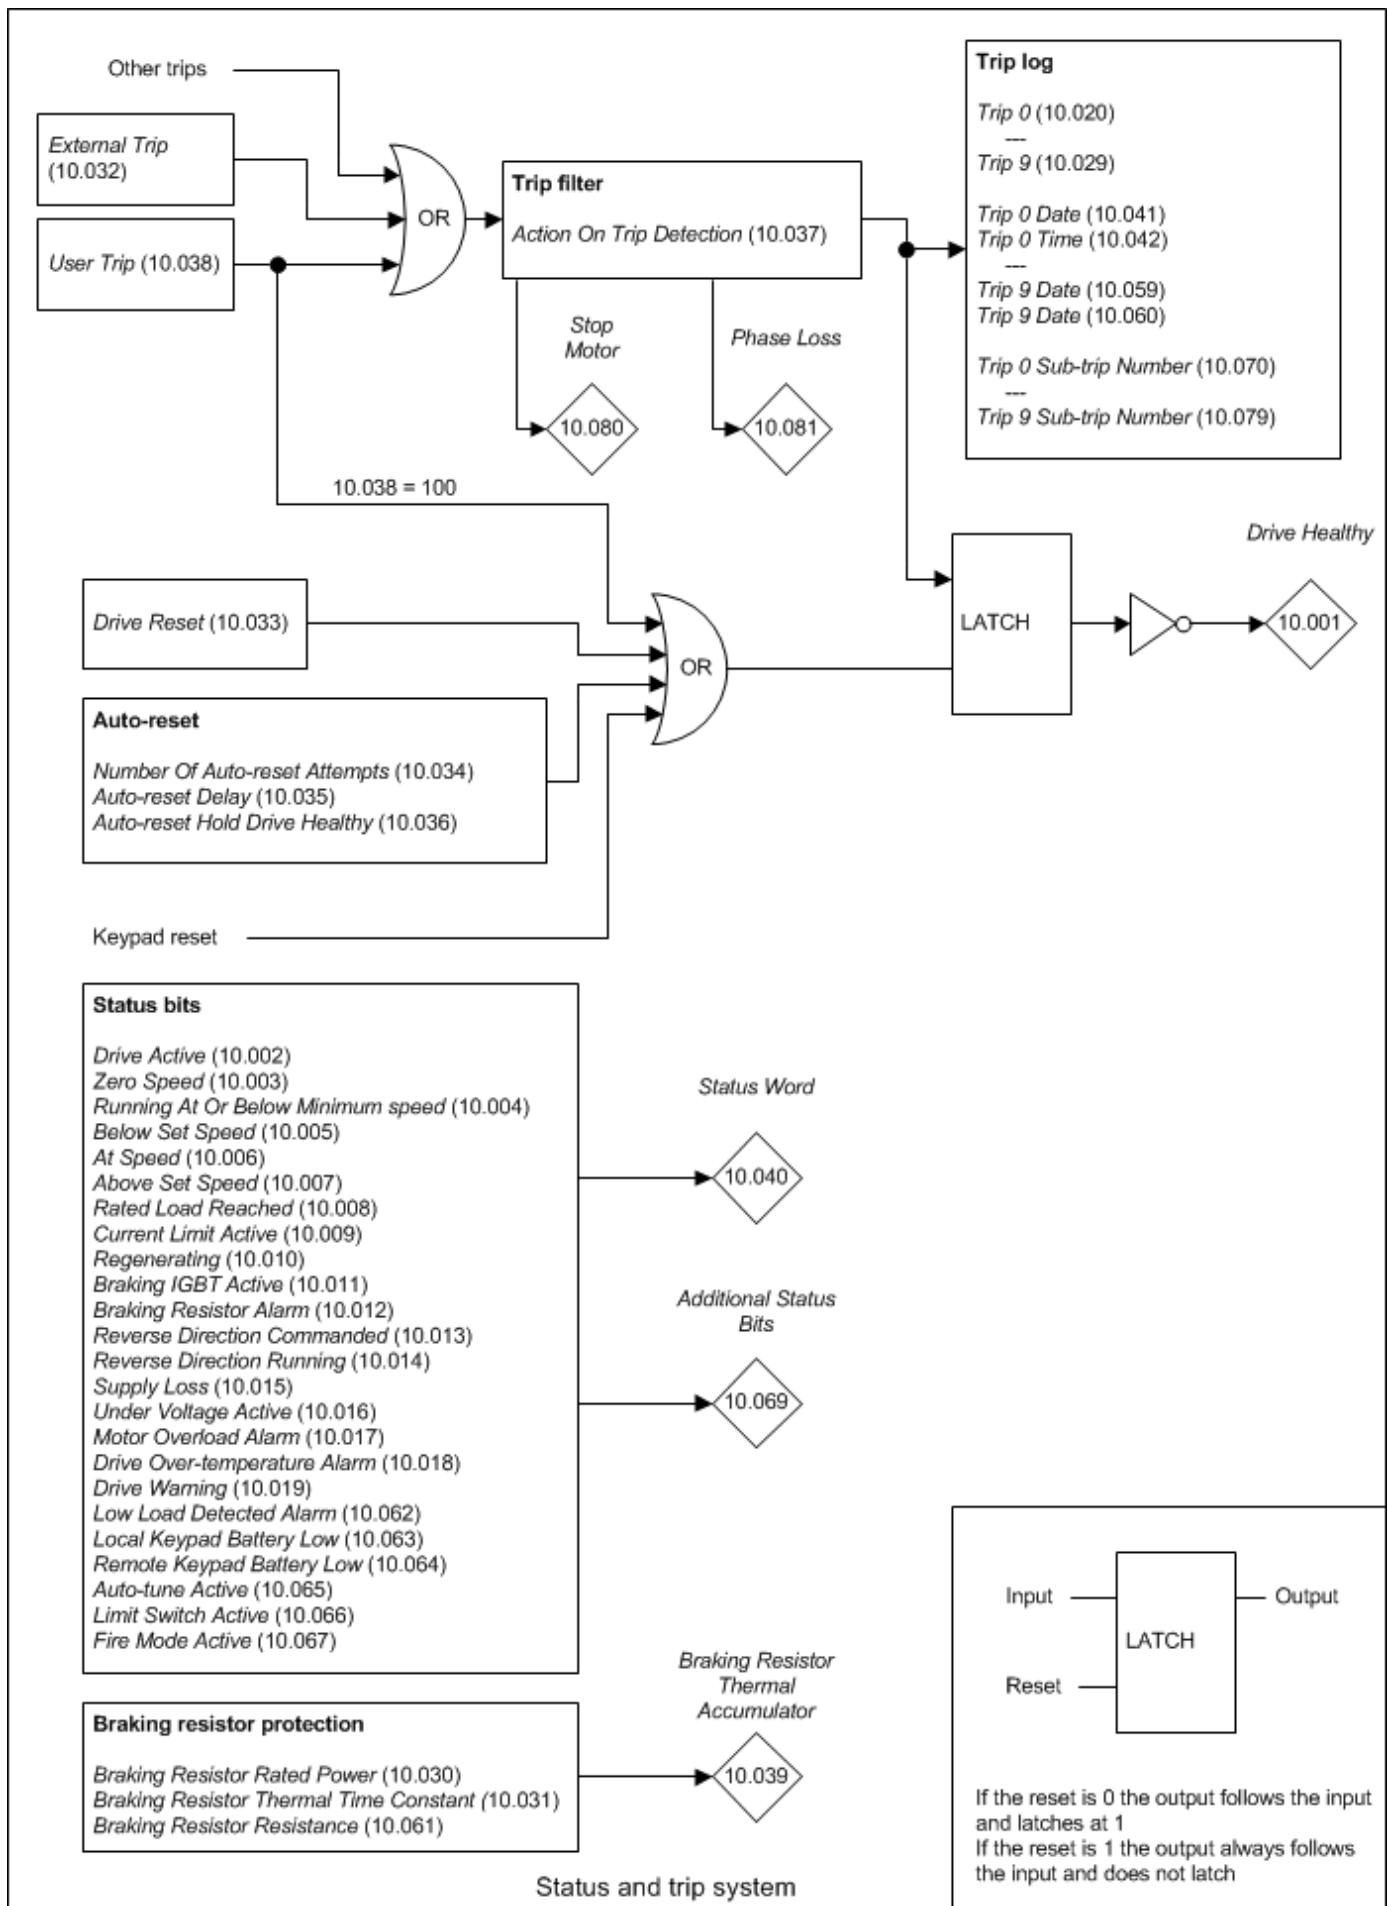 Other trips
External Trip
(10.032)
User Trip (10.038)
OR
Trip filter
Action On Trip Detection (10.037)
Stop
Motor
10.080
Phase Loss
10.081
Trip log
Trip 0 (10.020)
---
Trip 9 (10.029)
Trip 0 Date (10.041)
Trip 0 Time (10.042)
---
Trip 9 Date (10.059)
Trip 9 Date (10.060)
Trip 0 Sub-trip Number (10.070)
---
Trip 9 Sub-trip Number (10.079)
10.038 = 100
Drive Reset (10.033)
Auto-reset
Number Of Auto-reset Attempts (10.034)
Auto-reset Delay (10.035)
Auto-reset Hold Drive Healthy (10.036)
Keypad reset
OR
LATCH
Drive Healthy
10.001
Status bits
Drive Active (10.002)
Zero Speed (10.003)
Running At Or Below Minimum speed (10.004)
Below Set Speed (10.005)
At Speed (10.006)
Above Set Speed (10.007)
Rated Load Reached (10.008)
Current Limit Active (10.009)
Regenerating (10.010)
Braking IGBT Active (10.011)
Braking Resistor Alarm (10.012)
Reverse Direction Commanded (10.013)
Reverse Direction Running (10.014)
Supply Loss (10.015)
Under Voltage Active (10.016)
Motor Overload Alarm (10.017)
Drive Over-temperature Alarm (10.018)
Drive Warning (10.019)
Low Load Detected Alarm (10.062)
Local Keypad Battery Low (10.063)
Remote Keypad Battery Low (10.064)
Auto-tune Active (10.065)
Limit Switch Active (10.066)
Fire Mode Active (10.067)
Status Word
10.040
Additional Status
Bits
10.069
Braking resistor protection
Braking Resistor Rated Power (10.030)
Braking Resistor Thermal Time Constant (10.031)
Braking Resistor Resistance (10.061)
Braking Resistor
Thermal
Accumulator
10.039
Input
Reset
LATCH
Output
If the reset is 0 the output follows the input
and latches at 1
If the reset is 1 the output always follows
the input and does not latch
Status and trip system